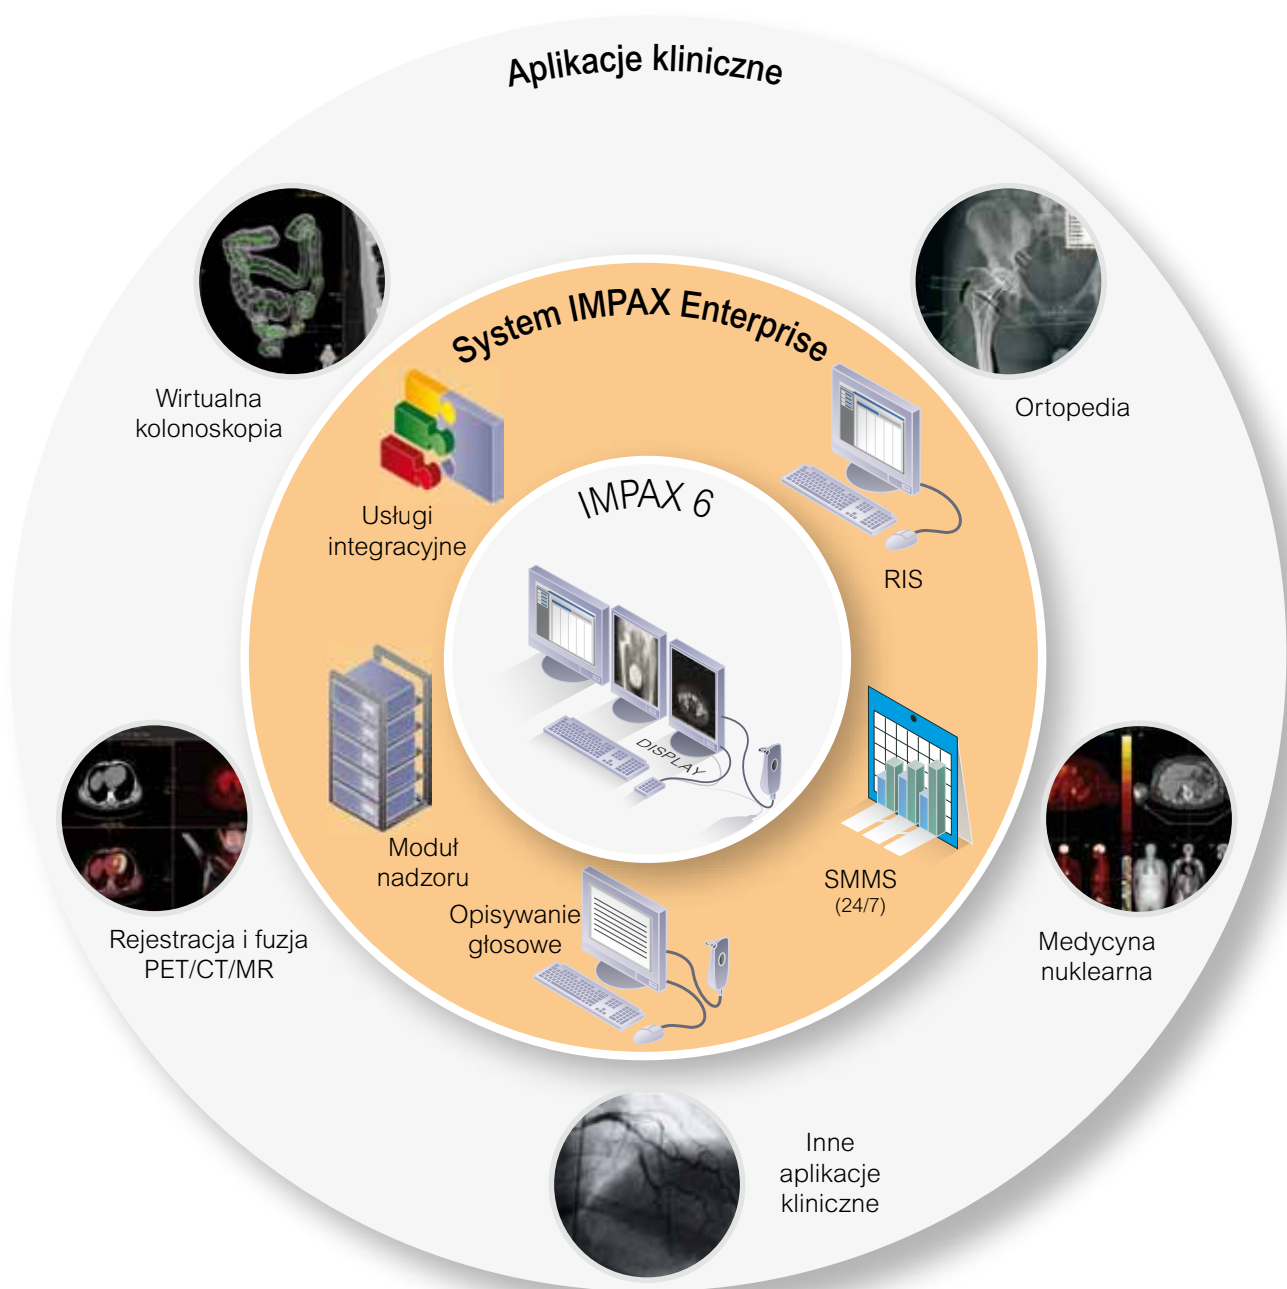 Aplikacje kliniczne
Wirtualna
kolonoskopia
Ortopedia
System IMPAX Enterprise
Usługi
integracyjne
RIS
IMPAX 6
DISPLAY
Moduł
nadzoru
SMMS
(24/7)
Opisywanie
głosowe
Rejestracja i fuzja
PET/CT/MR
Medycyna
nuklearna
Inne
aplikacje
kliniczne